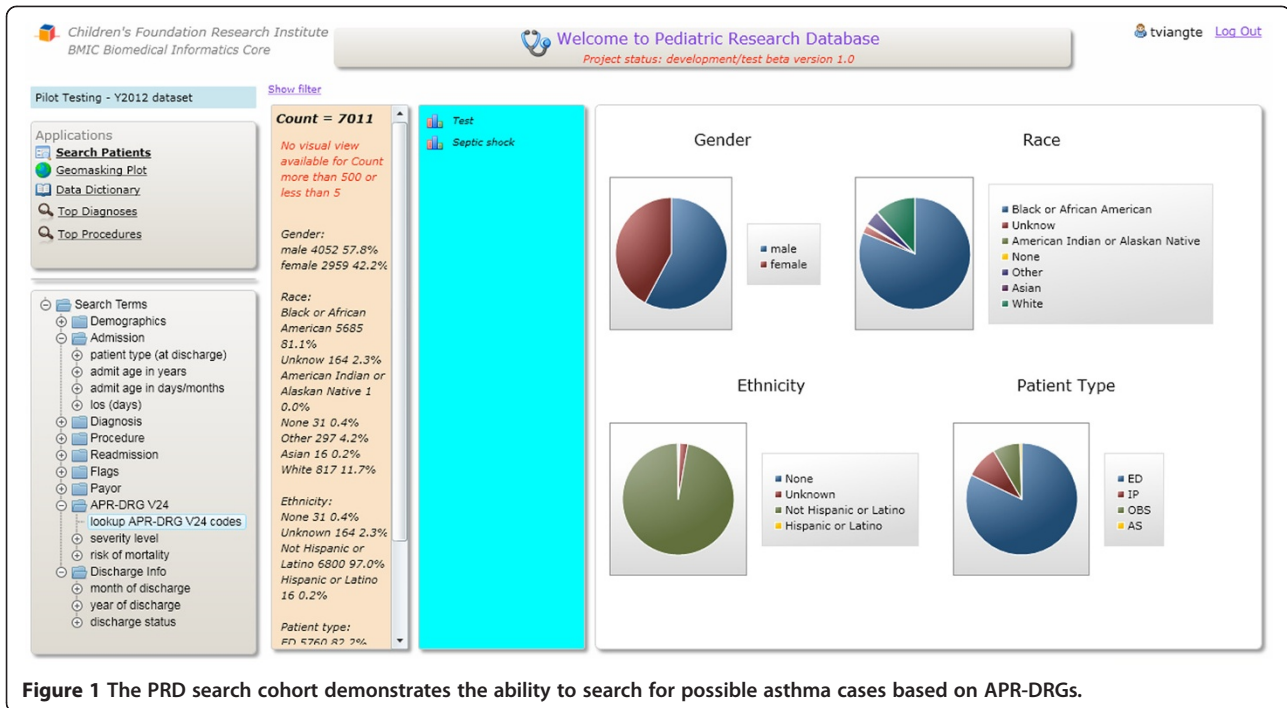 Children's Foundation Research Institute
BMIC Biomedical Informatics Core
Welcome to Pediatric Research Database
Project status: development/test beta version 1.0
tviangte Log Out
Pilot Testing - Y2012 dataset
Applications
Search Patients
Geomasking Plot
Data Dictionary
Top Diagnoses
Top Procedures
Search Terms
Demographics
Admission
patient type (at discharge)
admit age in years
admit age in days/months
los (days)
Diagnosis
Procedure
Readmission
Flags
Payor
APR-DRG V24
lookup APR-DRG V24 codes
severity level
risk of mortality
Discharge Info
month of discharge
year of discharge
discharge status
Show filter
Count = 7011
No visual view
available for Count
more than 500 or
less than 5
Gender:
male 4052 57.8%
female 2959 42.2%
Race:
Black or African
American 5685
81.1%
Unknow 164 2.3%
American Indian or
Alaskan Native 1
0.0%
None 31 0.4%
Other 297 4.2%
Asian 16 0.2%
White 817 11.7%
Ethnicity:
None 31 0.4%
Unknown 164 2.3%
Not Hispanic or
Latino 6800 97.0%
Hispanic or Latino
16 0.2%
Patient type:
ED 5760 82.2%
Test
Septic shock
Gender
male
female
Race
Black or African American
Unknow
American Indian or Alaskan Native
None
Other
Asian
White
Ethnicity
None
Unknown
Not Hispanic or Latino
Hispanic or Latino
Patient Type
ED
IP
OBS
AS
Figure 1 The PRD search cohort demonstrates the ability to search for possible asthma cases based on APR-DRGs.